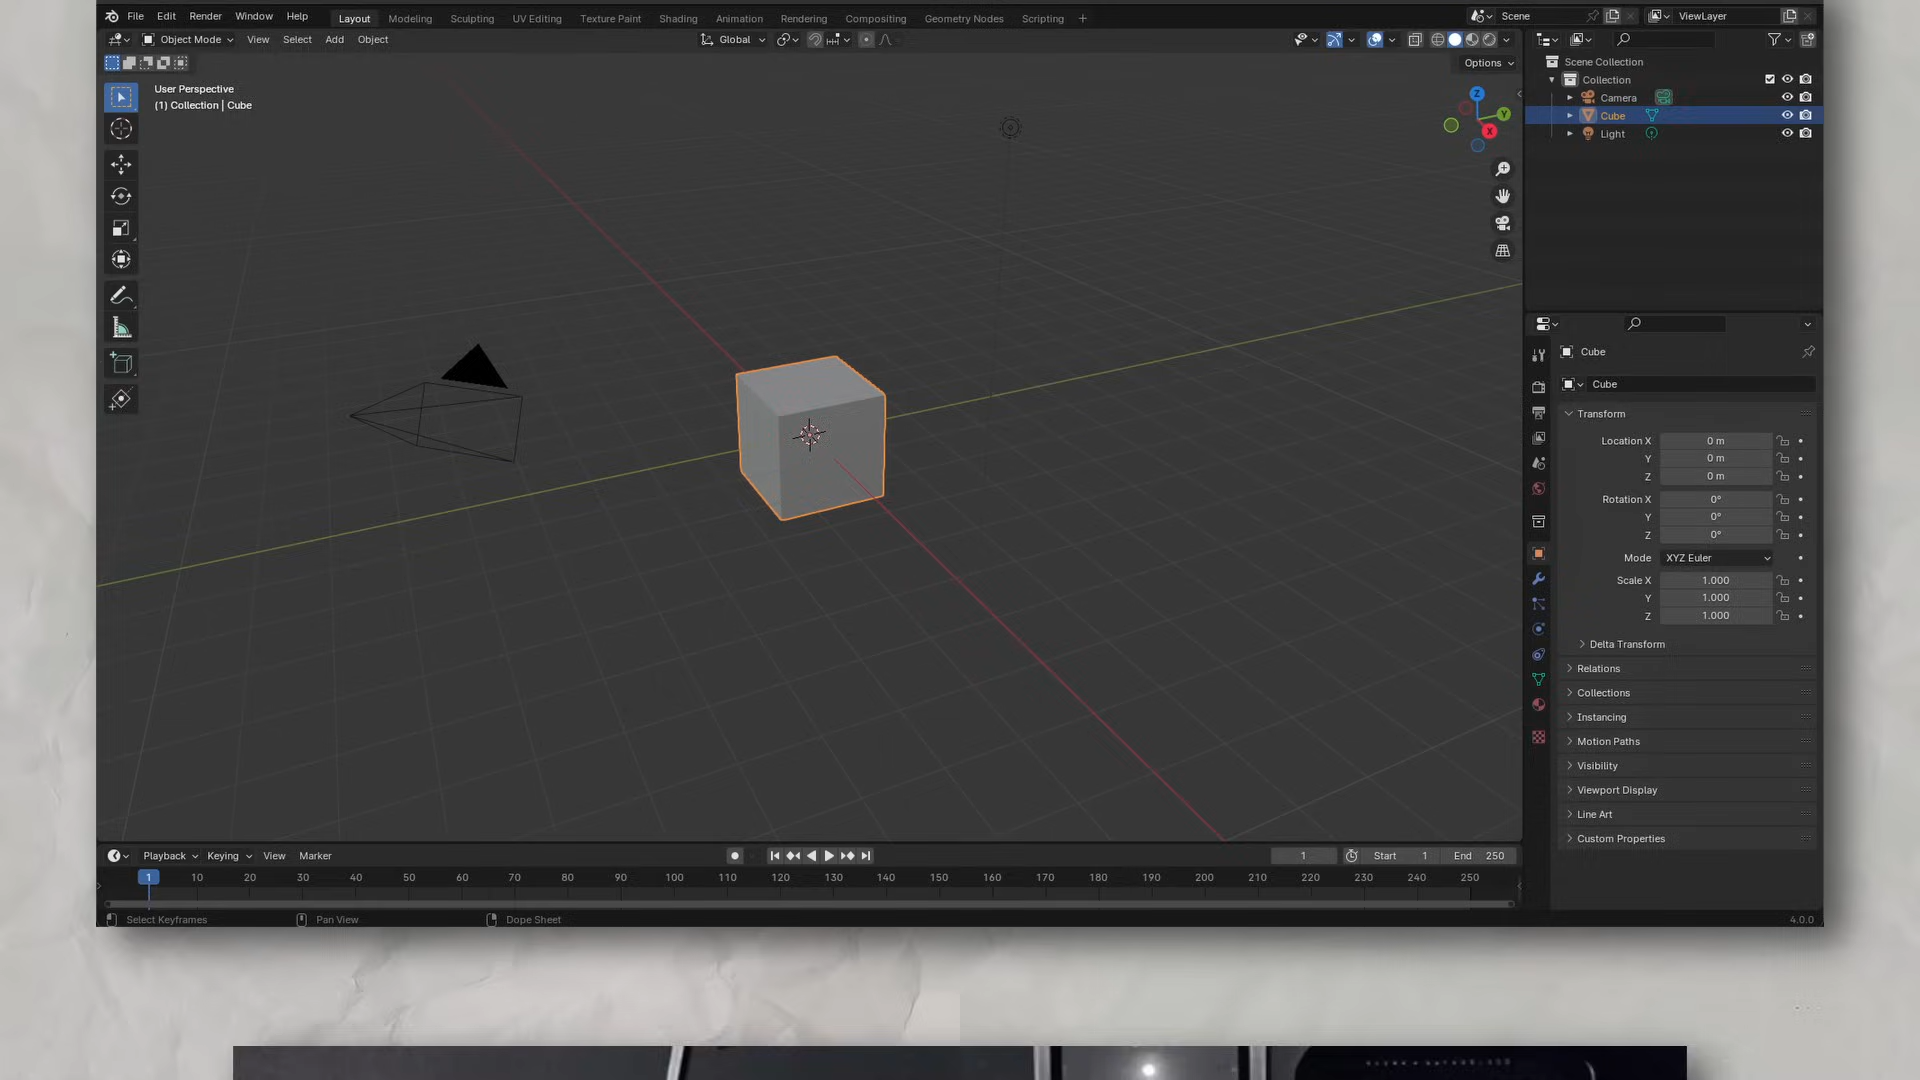 File Edit Render Window Help Layout Modeling Sculpting UV Editing Texture Paint Shading Animation Rendering Compositing Geometry Nodes Scripting + Scene ViewLayer
Object Mode View Select Add Object Global
Options
User Perspective
(1) Collection | Cube
Z
Y
X
Scene Collection
Collection
Camera
Cube
Light
Cube
Cube
Transform
Location X 0 m
Y 0 m
Z 0 m
Rotation X 0°
Y 0°
Z 0°
Mode XYZ Euler
Scale X 1.000
Y 1.000
Z 1.000
Delta Transform
Relations
Collections
Instancing
Motion Paths
Visibility
Viewport Display
Line Art
Custom Properties
Playback Keying View Marker 1 Start 1 End 250
1 10 20 30 40 50 60 70 80 90 100 110 120 130 140 150 160 170 180 190 200 210 220 230 240 250
Select Keyframes Pan View Dope Sheet 4.0.0